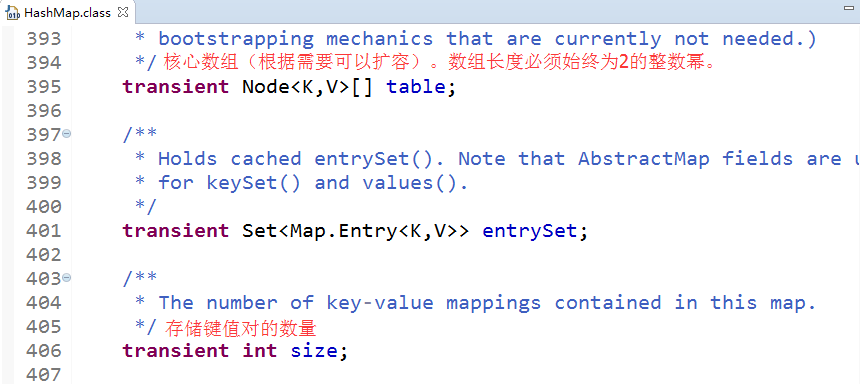 HashMap.class
393 * bootstrapping mechanics that are currently not needed.)
394 */ 核心数组（根据需要可以扩容）。数组长度必须始终为2的整数幂。
395 transient Node<K,V>[] table;
396
397 /**
398 * Holds cached entrySet(). Note that AbstractMap fields are
399 * for keySet() and values().
400 */
401 transient Set<Map.Entry<K,V>> entrySet;
402
403 /**
404 * The number of key-value mappings contained in this map.
405 */ 存储键值对的数量
406 transient int size;
407